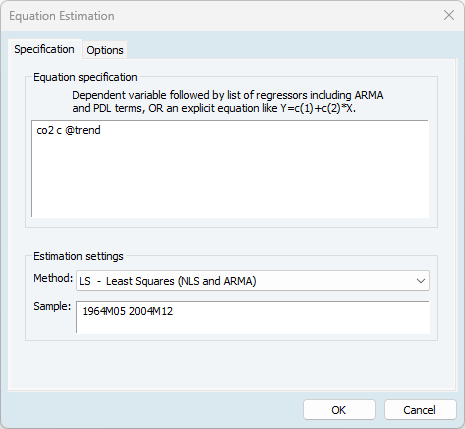 Equation Estimation
Specification
Options
Equation specification
Dependent variable followed by list of regressors including ARMA
and PDL terms, OR an explicit equation like Y=c(1)+c(2)*X.
co2 c @trend
Estimation settings
Method: LS - Least Squares (NLS and ARMA)
Sample: 1964M05 2004M12
OK
Cancel